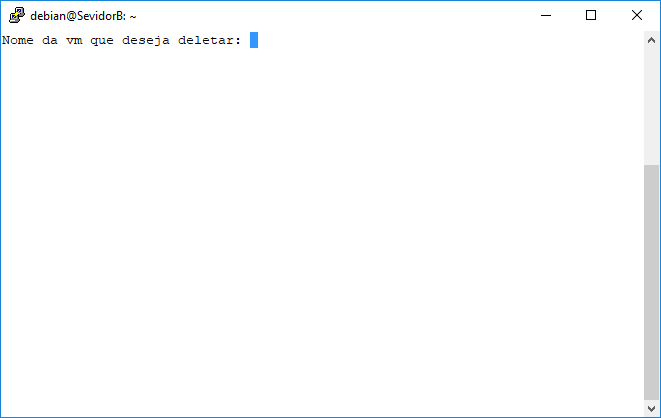 debian@SevidorB: ~
Nome da vm que deseja deletar: